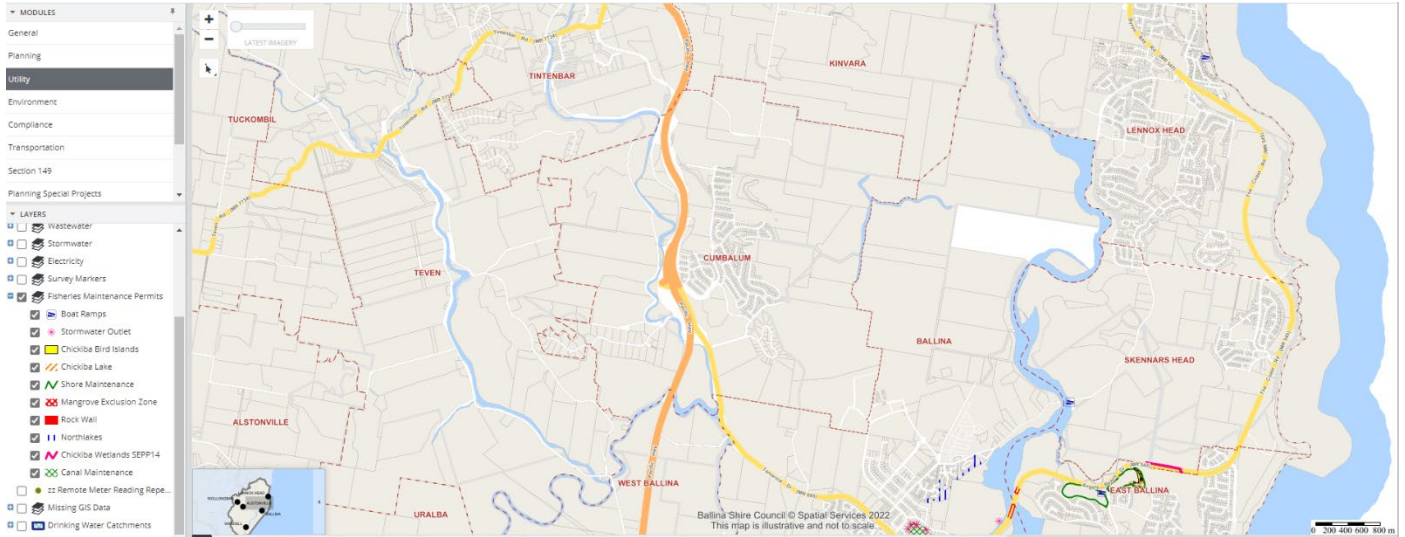 MODULES
General
Planning
Utility
Environment
Compliance
Transportation
Section 149
Planning Special Projects
LAYERS
Wastewater
Stormwater
Electricity
Survey Markers
Fisheries Maintenance Permits
Boat Ramps
Stormwater Outlet
Chickiba Bird Islands
Chickiba Lake
Shore Maintenance
Mangrove Exclusion Zone
Rock Wall
Northlakes
Chickiba Wetlands SEPP14
Canal Maintenance
zz Remote Meter Reading Repe...
Missing GIS Data
Drinking Water Catchments
LATEST IMAGERY
TINTENBAR
KINVARA
TUCKOMBIL
LENNOX HEAD
TEVEN
CUMBALUM
BALLINA
SKENNARS HEAD
ALSTONVILLE
WEST BALLINA
EAST BALLINA
URALBA
Ballina Shire Council © Spatial Services 2022
This map is illustrative and not to scale
0 200 400 600 800 m